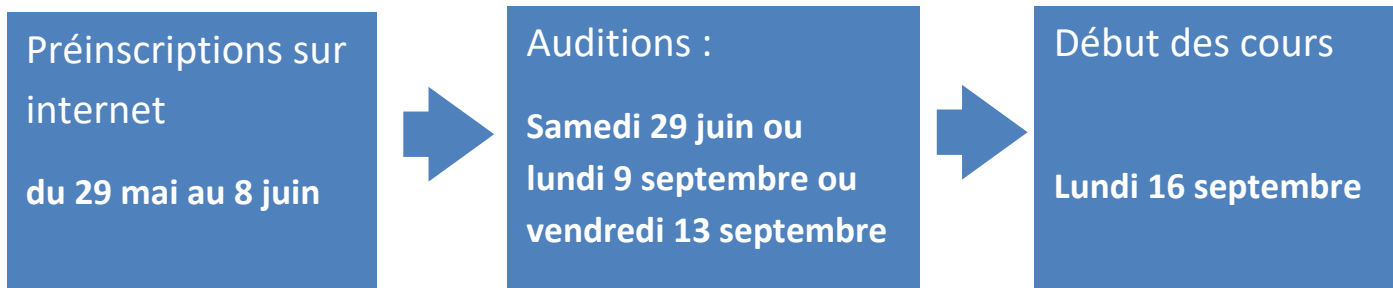 Préinscriptions sur
internet
du 29 mai au 8 juin
Auditions :
Samedi 29 juin ou
lundi 9 septembre ou
vendredi 13 septembre
Début des cours
Lundi 16 septembre